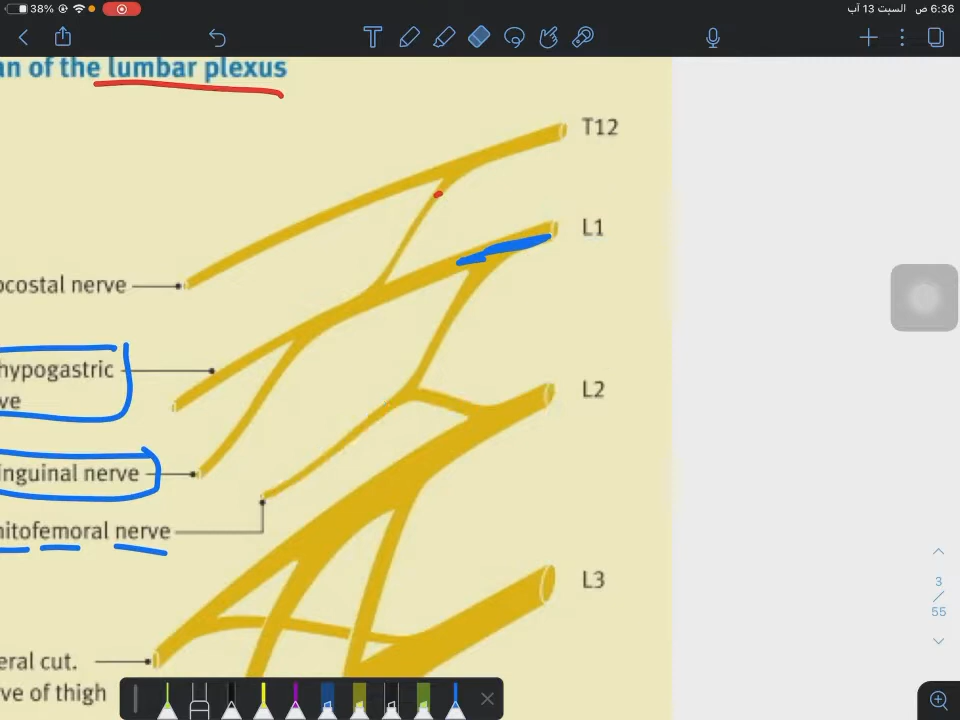 38%
6:36 ص السبت 13 آب
an of the lumbar plexus
T12
L1
ocostal nerve
hypogastric
ve
L2
inguinal nerve
nitofemoral nerve
L3
3
/
55
eral cut.
ve of thigh